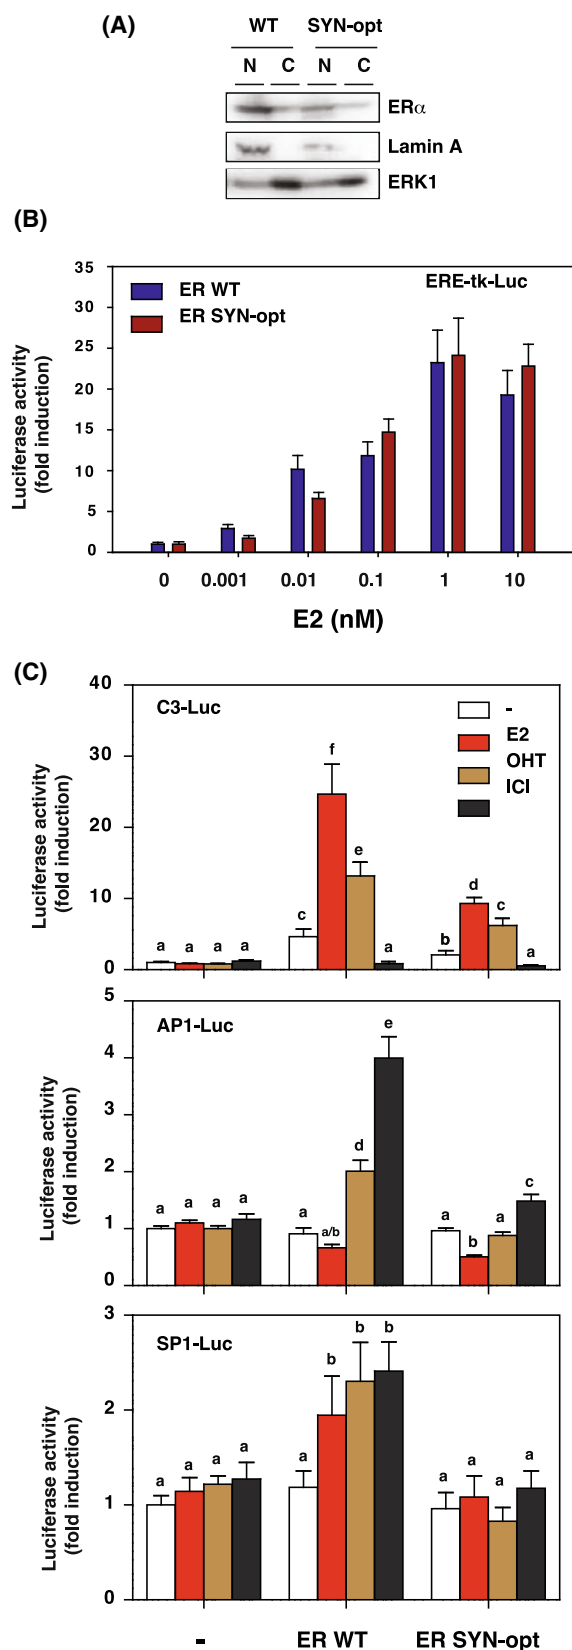 (A)
WT SYN-opt
N C N C
ERα
Lamin A
ERK1
(B)
35
30
25
20
15
10
5
0
Luciferase activity
(fold induction)
ER WT
ER SYN-opt
ERE-tk-Luc
0 0.001 0.01 0.1 1 10
E2 (nM)
(C)
40
30
20
10
0
Luciferase activity
(fold induction)
C3-Luc
-
E2
OHT
ICI
a a a a
c f e a
b d c a
5
4
3
2
1
0
Luciferase activity
(fold induction)
AP1-Luc
a a a a
a a/b d e
a b a c
3
2
1
0
Luciferase activity
(fold induction)
SP1-Luc
a a a a
a b b b
a a a a
- ER WT ER SYN-opt